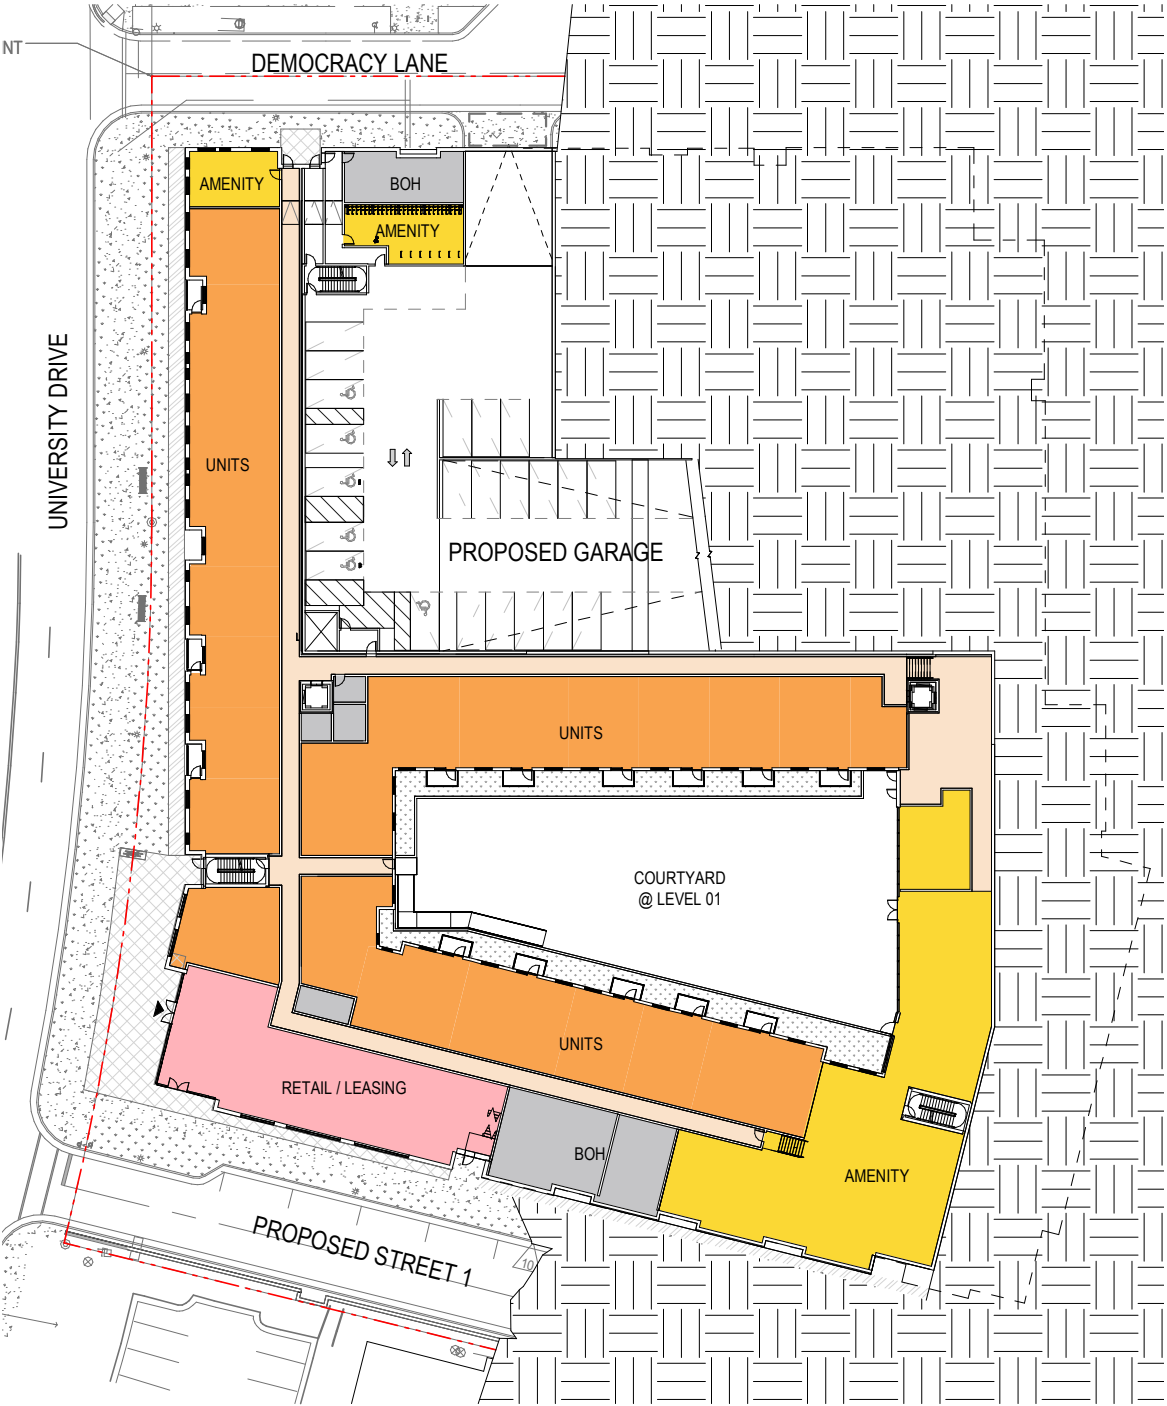 NT
DEMOCRACY LANE
AMENITY
BOH
AMENITY
UNIVERSITY DRIVE
UNITS
PROPOSED GARAGE
UNITS
COURTYARD
@ LEVEL 01
UNITS
RETAIL / LEASING
BOH
AMENITY
PROPOSED STREET 1
10